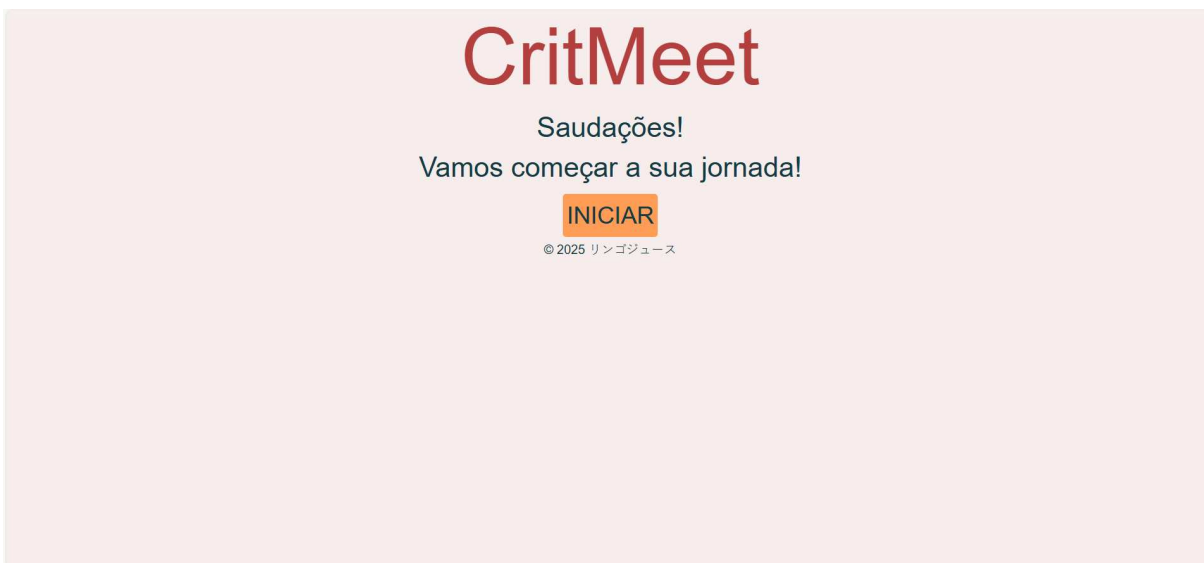 CritMeet
Saudações!
Vamos começar a sua jornada!
INICIAR
© 2025 リンゴジュース